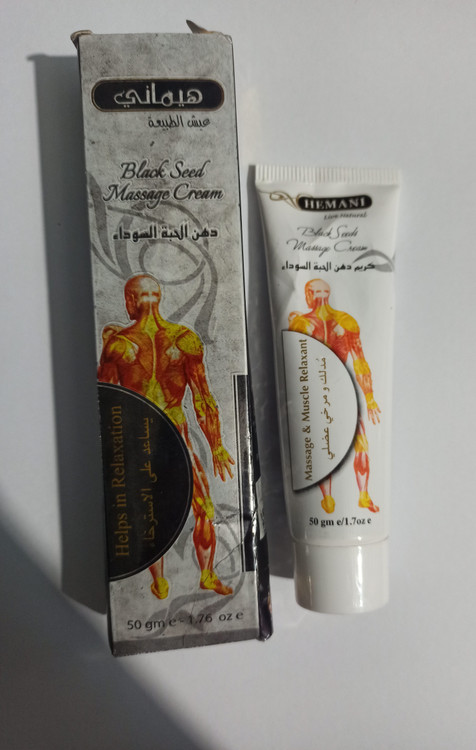 هيماني
عيش الطبيعة
Black Seed
Massage Cream
دهن الحبة السوداء
Helps in Relaxation
يساعد على الاسترخاء
50 gm e - 1.76 oz e
HEMANI
Live Natural
Black Seeds
Massage Cream
كريم دهن الحبة السوداء
Massage & Muscle Relaxant
مُدلك و مرخي عضلي
50 gm e/1.7oz e